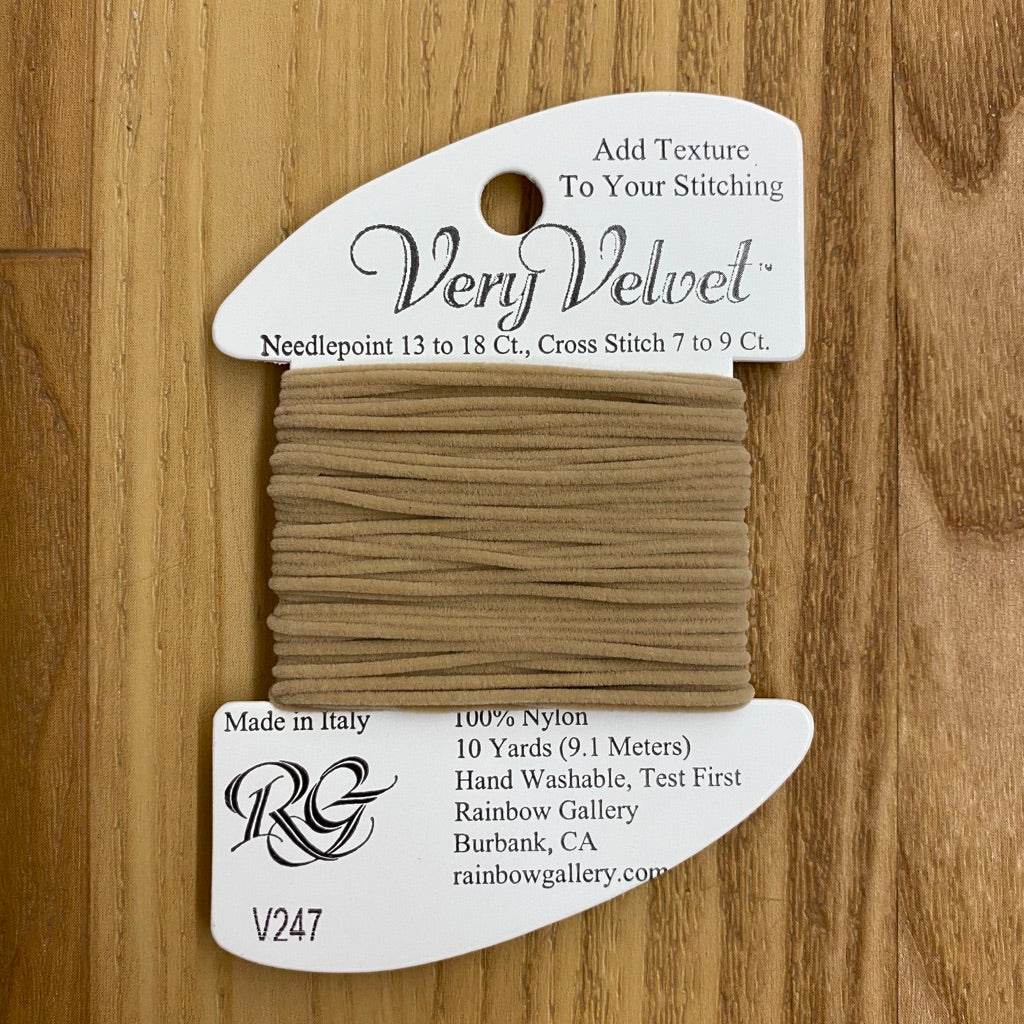 Add Texture
To Your Stitching
Very Velvet™
Needlepoint 13 to 18 Ct., Cross Stitch 7 to 9 Ct.
Made in Italy
RG
V247
100% Nylon
10 Yards (9.1 Meters)
Hand Washable, Test First
Rainbow Gallery
Burbank, CA
rainbowgallery.com